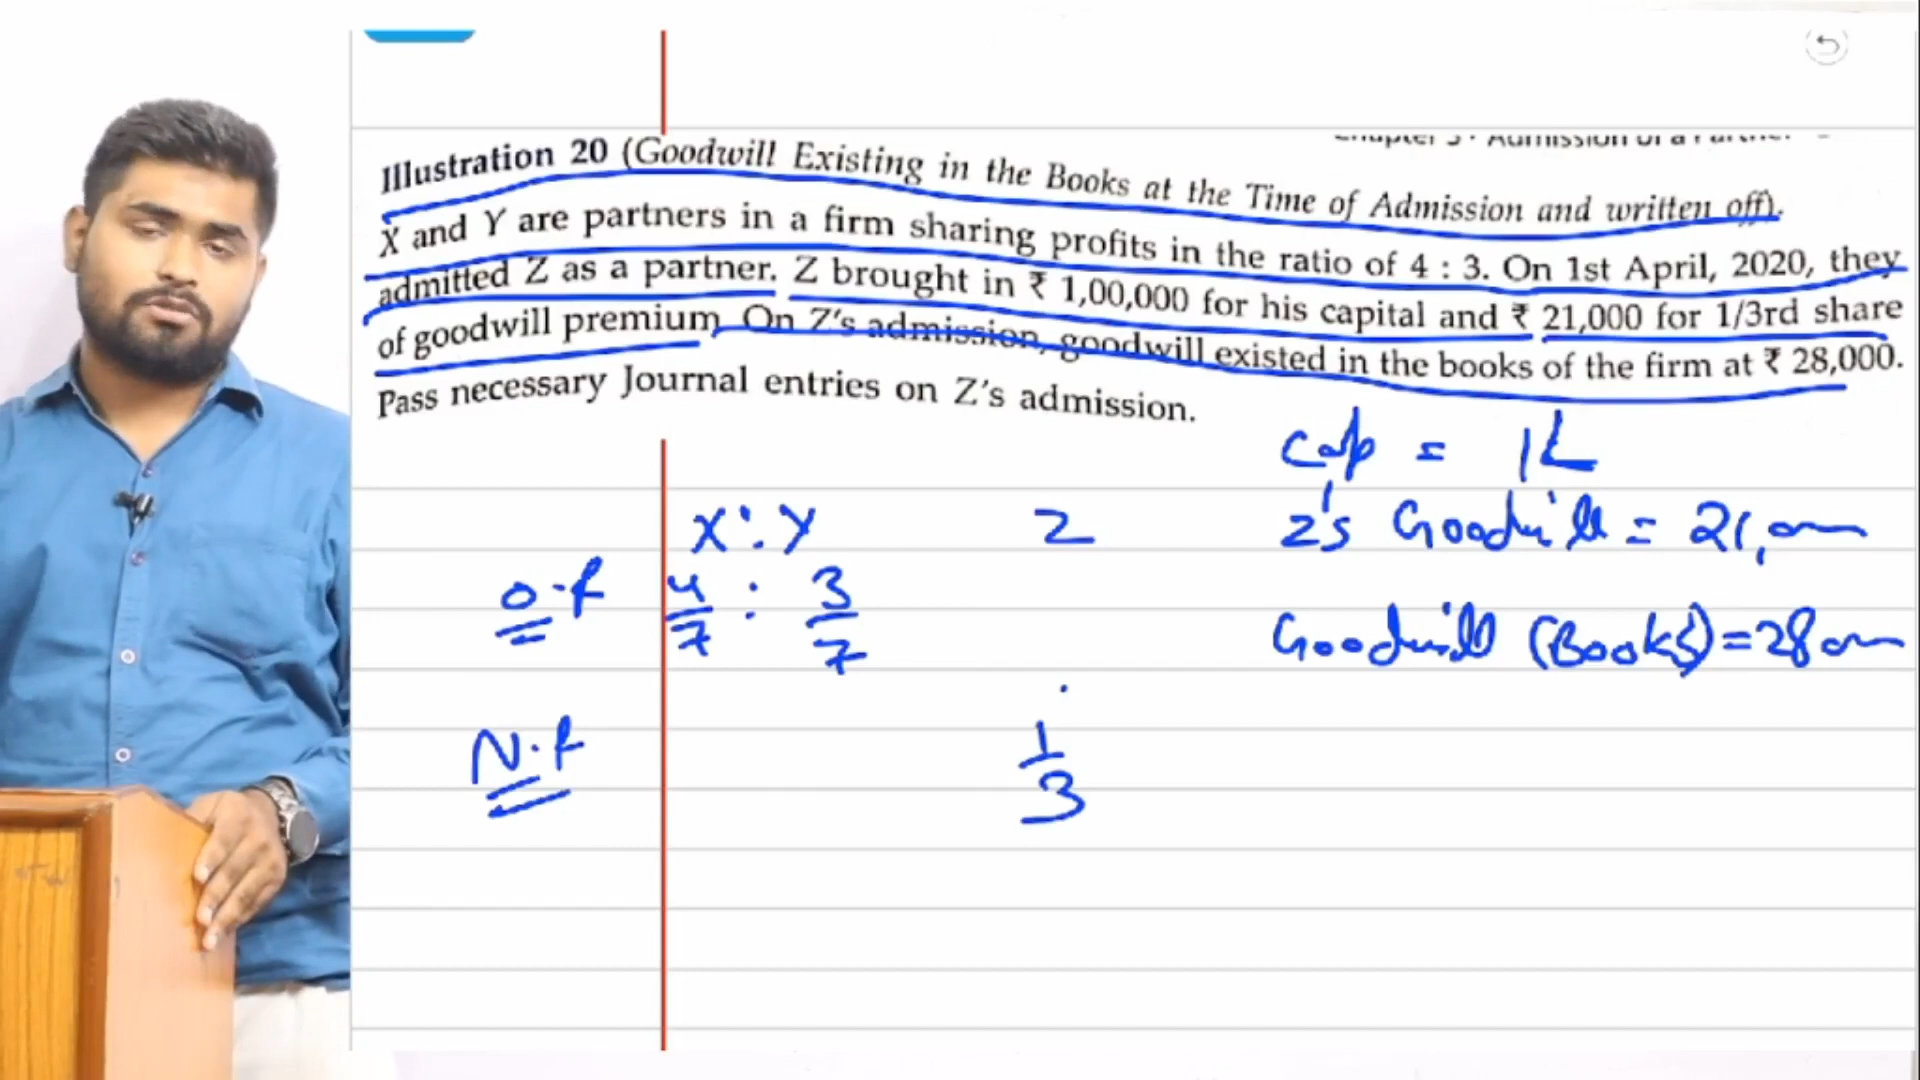 Illustration 20 (Goodwill Existing in the Books at the Time of Admission and written off).
X and Y are partners in a firm sharing profits in the ratio of 4 : 3. On 1st April, 2020, they
admitted Z as a partner. Z brought in ₹ 1,00,000 for his capital and ₹ 21,000 for 1/3rd share
of goodwill premium. On Z's admission, goodwill existed in the books of the firm at ₹ 28,000.
Pass necessary Journal entries on Z's admission.
Cap = 1L
X : Y Z
Z's Goodwill = 21,000
O.R 4/7 : 3/7
Goodwill (Books) = 28000
N.R 1/3